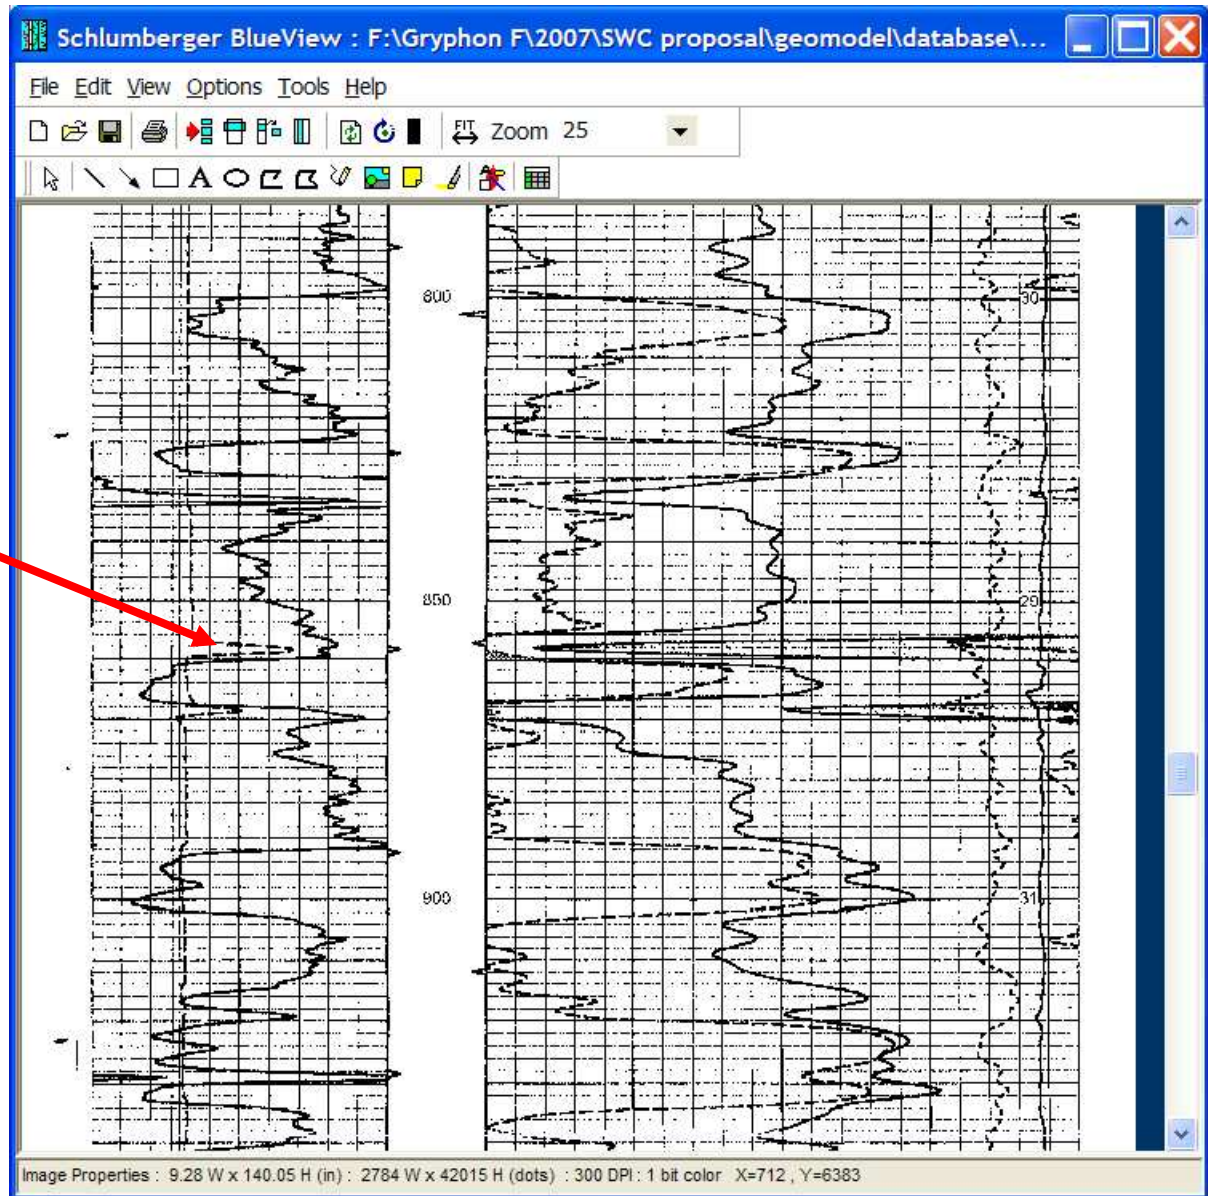 Schlumberger BlueView : F:\Gryphon F\2007\SWC proposal\geomodel\database\...
File Edit View Options Tools Help
FIT Zoom 25
A
800
30
850
29
900
31
Image Properties : 9.28 W x 140.05 H (in) : 2784 W x 42015 H (dots) : 300 DPI : 1 bit color X=712 , Y=6383